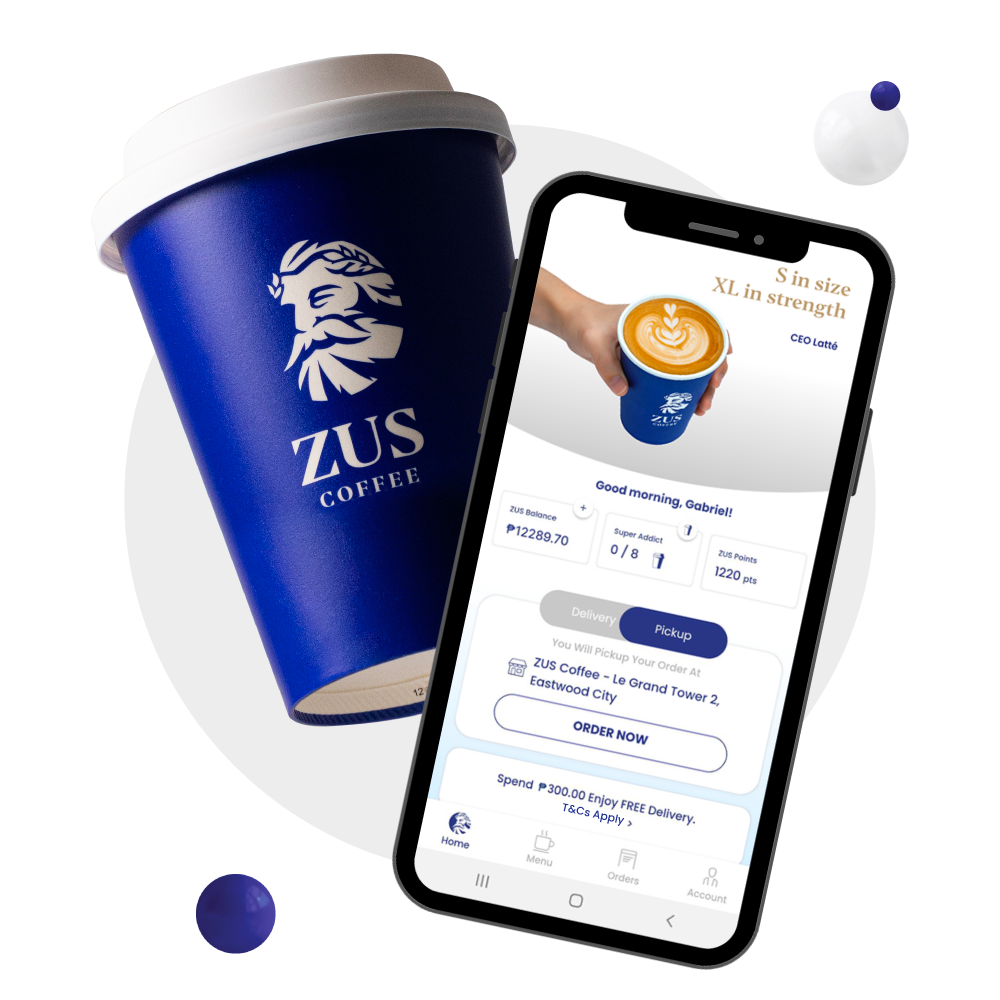 ZUS
COFFEE
12
S in size
XL in strength
CEO Latté
ZUS
COFFEE
Good morning, Gabriel!
ZUS Balance
₱12289.70
+
Super Addict
0 / 8
ZUS Points
1220 pts
Delivery
Pickup
You Will Pickup Your Order At
ZUS Coffee - Le Grand Tower 2,
Eastwood City
ORDER NOW
Spend ₱300.00 Enjoy FREE Delivery.
T&Cs Apply >
Home
Menu
Orders
Account